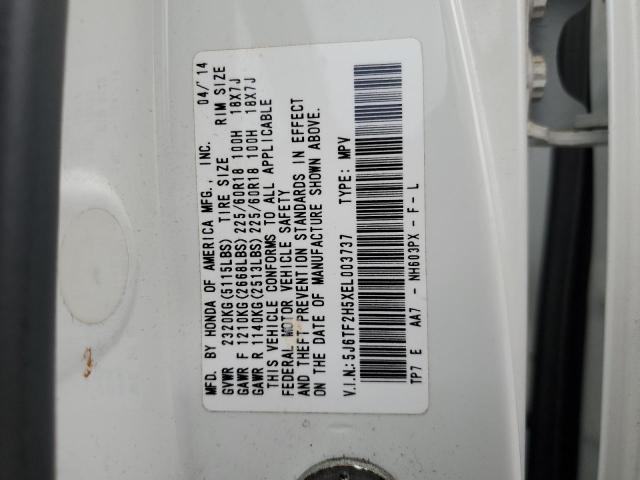 MFD. BY HONDA OF AMERICA MFG., INC. 04/'14
GVWR 2320KG(5115LBS) TIRE SIZE RIM SIZE
GAWR F 1210KG(2668LBS) 225/60R18 100H 18X7J
GAWR R 1140KG(2513LBS) 225/60R18 100H 18X7J
THIS VEHICLE CONFORMS TO ALL APPLICABLE
FEDERAL MOTOR VEHICLE SAFETY
AND THEFT PREVENTION STANDARDS IN EFFECT
ON THE DATE OF MANUFACTURE SHOWN ABOVE.
V.I.N.: 5J6TF2H5XEL003737 TYPE: MPV
TP7 E AA7 - NH603PX - F - L